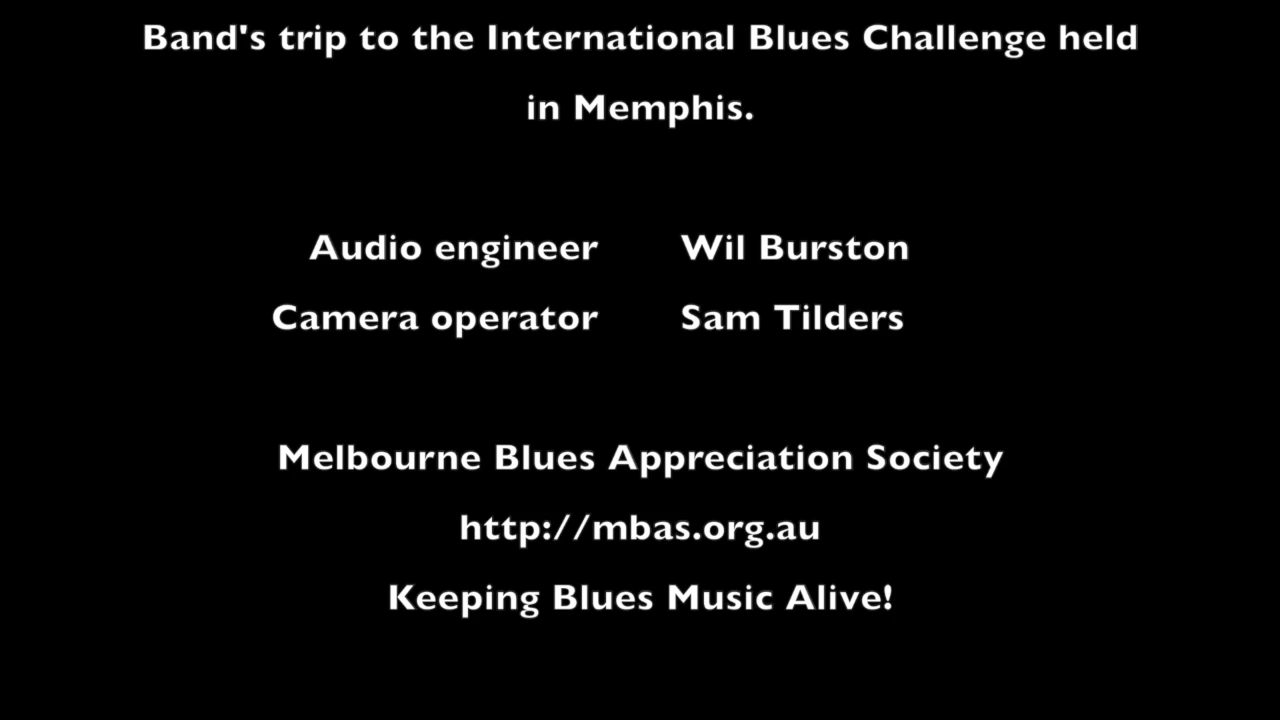 Band's trip to the International Blues Challenge held
in Memphis.
Audio engineer Wil Burston
Camera operator Sam Tilders
Melbourne Blues Appreciation Society
http://mbas.org.au
Keeping Blues Music Alive!